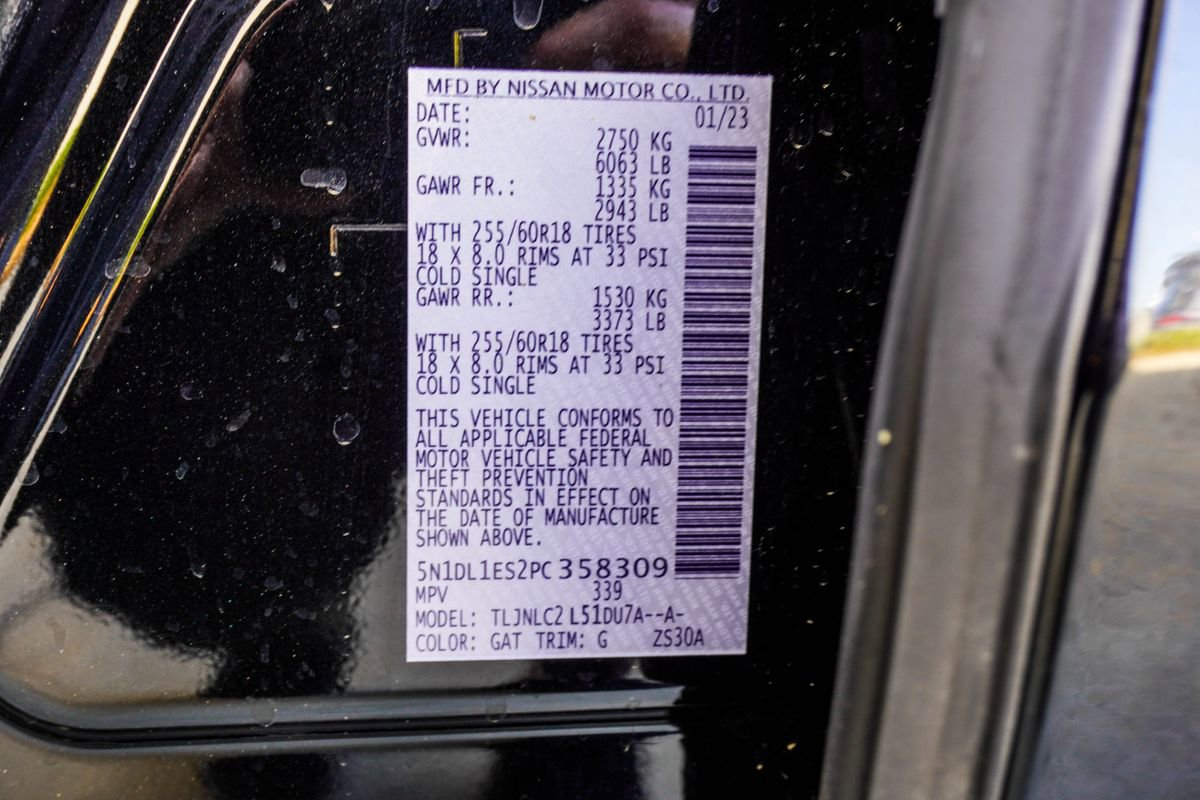 MFD BY NISSAN MOTOR CO., LTD.
DATE: 01/23
GVWR: 2750 KG
6063 LB
GAWR FR.: 1335 KG
2943 LB
WITH 255/60R18 TIRES
18 X 8.0 RIMS AT 33 PSI
COLD SINGLE
GAWR RR.: 1530 KG
3373 LB
WITH 255/60R18 TIRES
18 X 8.0 RIMS AT 33 PSI
COLD SINGLE
THIS VEHICLE CONFORMS TO
ALL APPLICABLE FEDERAL
MOTOR VEHICLE SAFETY AND
THEFT PREVENTION
STANDARDS IN EFFECT ON
THE DATE OF MANUFACTURE
SHOWN ABOVE.
5N1DL1ES2PC358309
MPV 339
MODEL: TLJNLC2 L51DU7A--A-
COLOR: GAT TRIM: G ZS30A